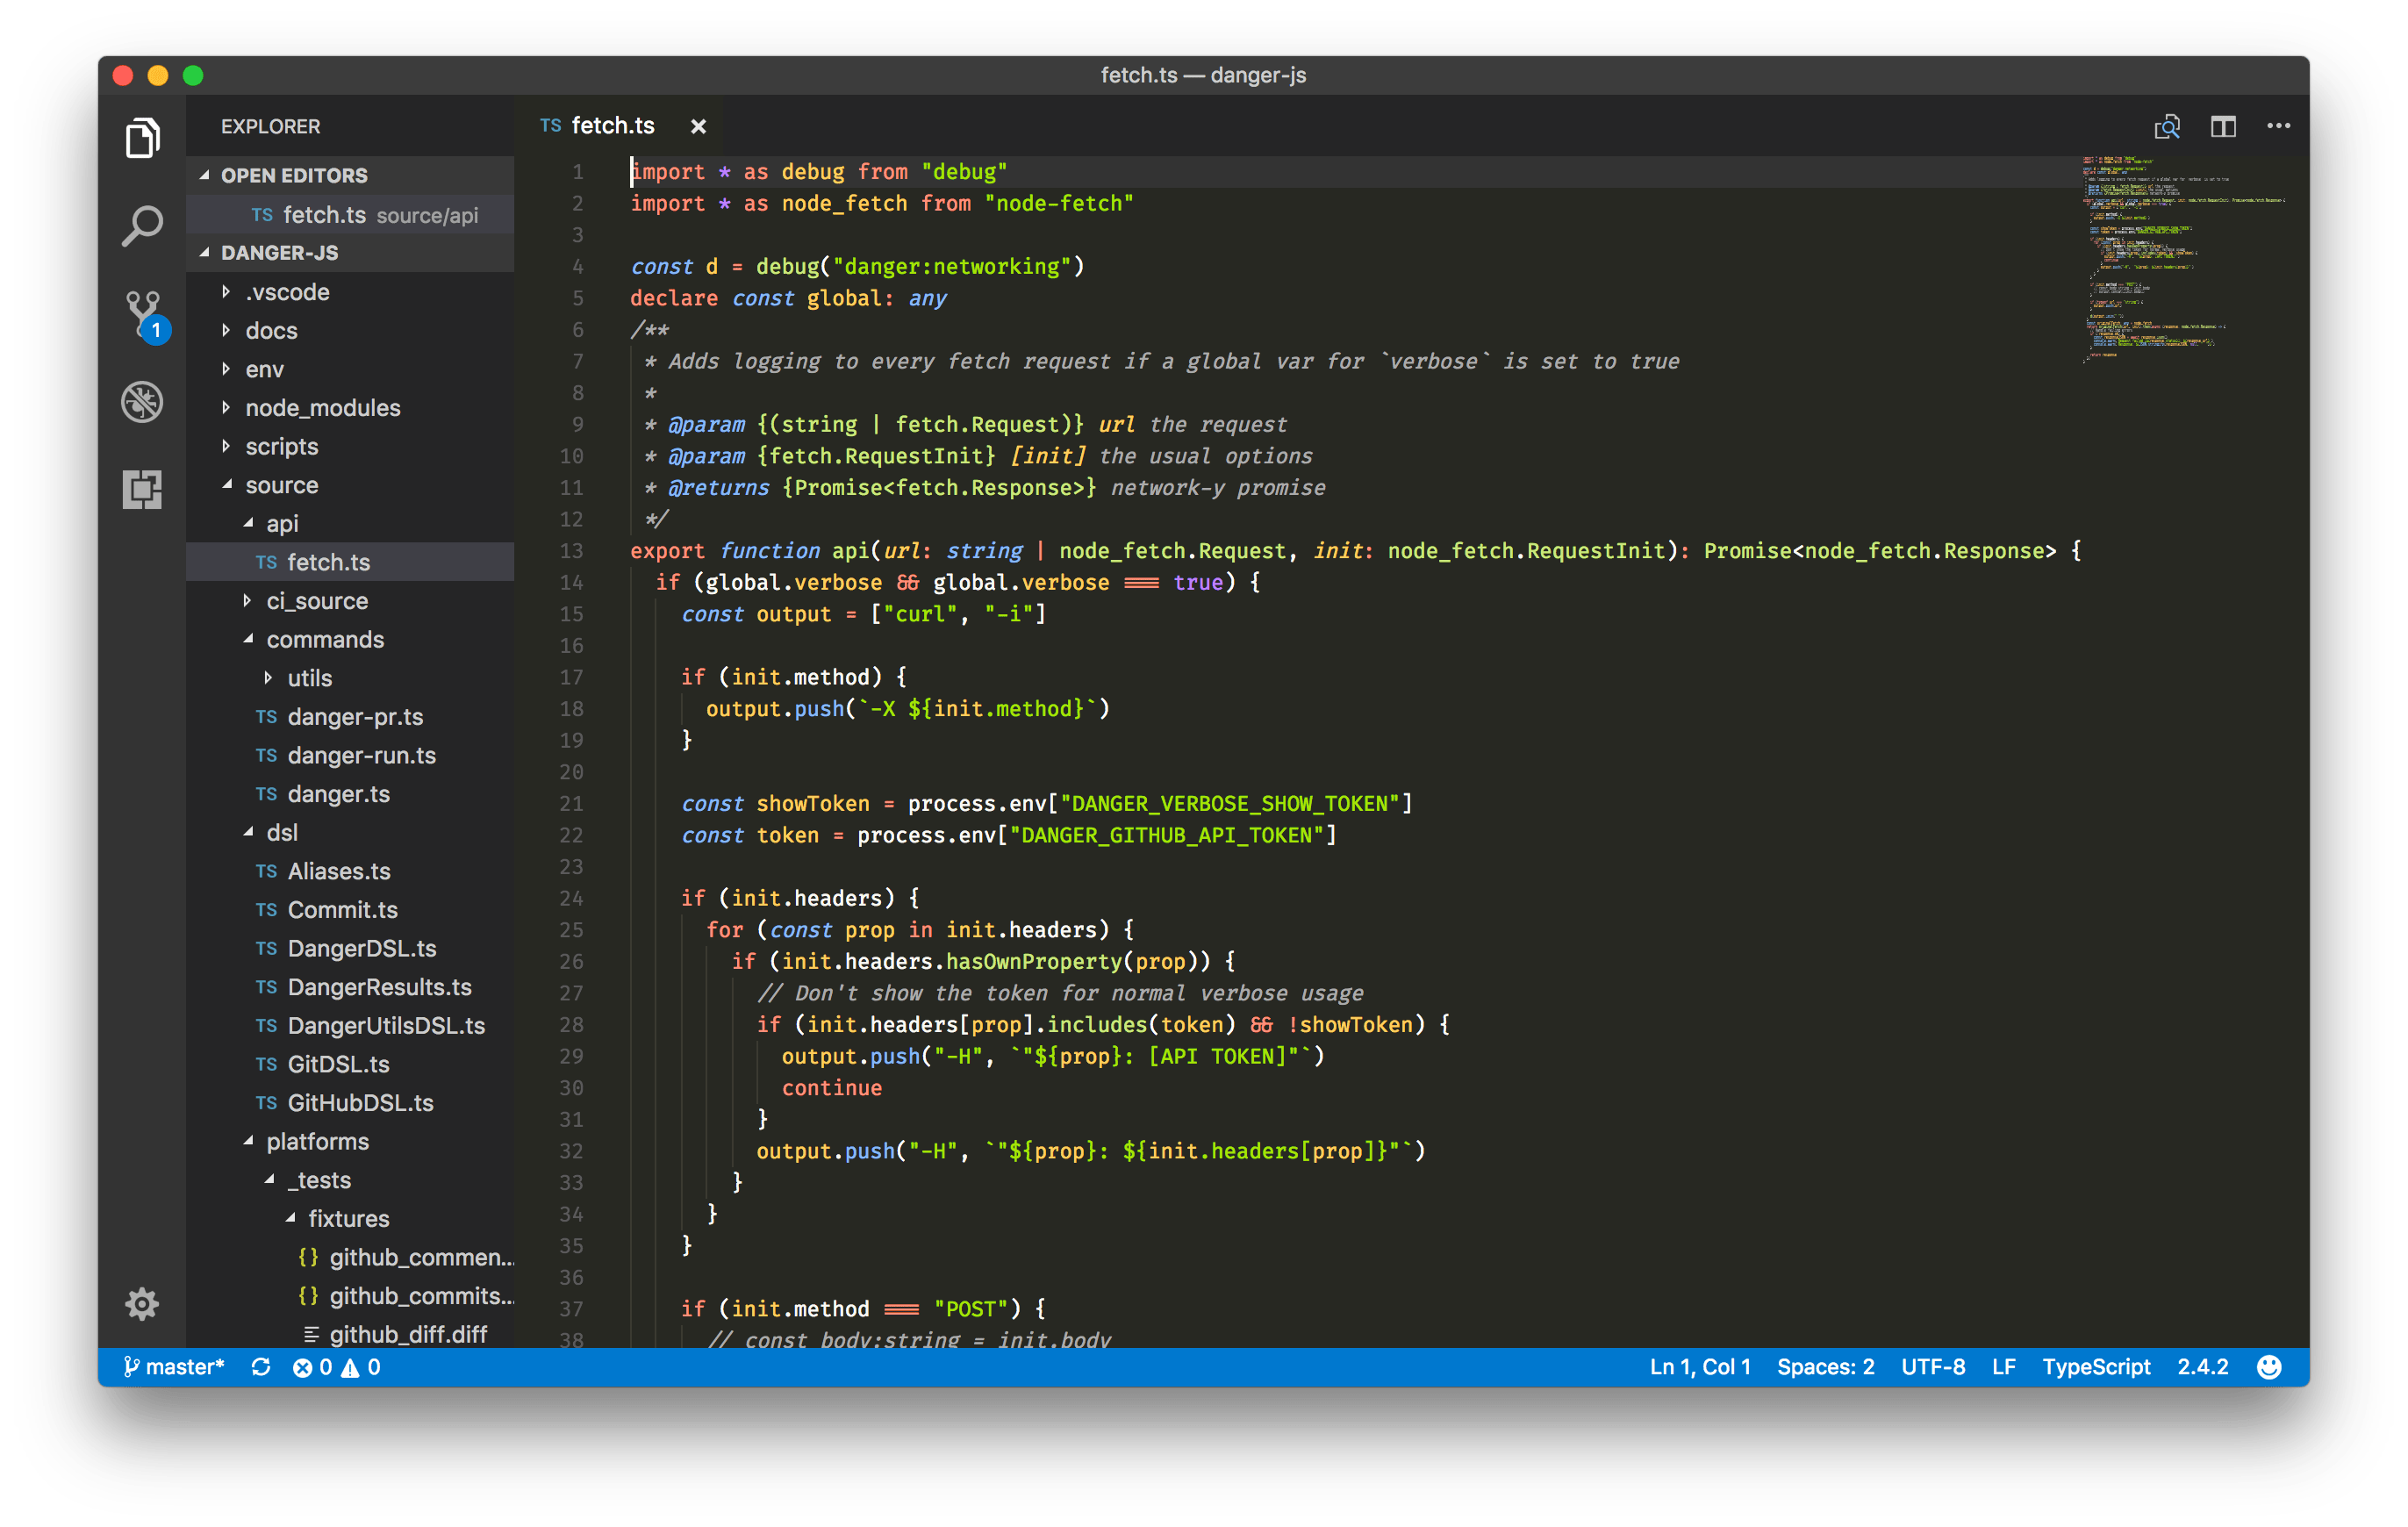 fetch.ts — danger-js
EXPLORER
OPEN EDITORS
TS fetch.ts source/api
DANGER-JS
.vscode
docs
env
node_modules
scripts
source
api
TS fetch.ts
ci_source
commands
utils
TS danger-pr.ts
TS danger-run.ts
TS danger.ts
dsl
TS Aliases.ts
TS Commit.ts
TS DangerDSL.ts
TS DangerResults.ts
TS DangerUtilsDSL.ts
TS GitDSL.ts
TS GitHubDSL.ts
platforms
_tests
fixtures
{} github_commen...
{} github_commits...
github_diff.diff
1
TS fetch.ts ×
1 import * as debug from "debug"
2 import * as node_fetch from "node-fetch"
3
4 const d = debug("danger:networking")
5 declare const global: any
6 /**
7 * Adds logging to every fetch request if a global var for `verbose` is set to true
8 *
9 * @param {(string | fetch.Request)} url the request
10 * @param {fetch.RequestInit} [init] the usual options
11 * @returns {Promise<fetch.Response>} network-y promise
12 */
13 export function api(url: string | node_fetch.Request, init: node_fetch.RequestInit): Promise<node_fetch.Response> {
14 if (global.verbose && global.verbose === true) {
15 const output = ["curl", "-i"]
16
17 if (init.method) {
18 output.push(`-X ${init.method}`)
19 }
20
21 const showToken = process.env["DANGER_VERBOSE_SHOW_TOKEN"]
22 const token = process.env["DANGER_GITHUB_API_TOKEN"]
23
24 if (init.headers) {
25 for (const prop in init.headers) {
26 if (init.headers.hasOwnProperty(prop)) {
27 // Don't show the token for normal verbose usage
28 if (init.headers[prop].includes(token) && !showToken) {
29 output.push("-H", `"${prop}: [API TOKEN]"`)
30 continue
31 }
32 output.push("-H", `"${prop}: ${init.headers[prop]}"`)
33 }
34 }
35 }
36
37 if (init.method === "POST") {
38 // const body:string = init.body
master* 0 0
Ln 1, Col 1 Spaces: 2 UTF-8 LF TypeScript 2.4.2